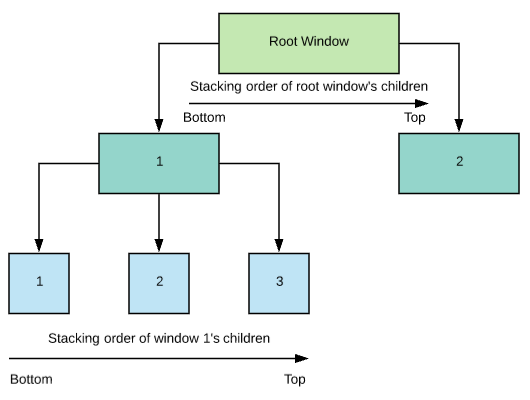 Root Window
Stacking order of root window's children
Bottom
Top
1
2
1
2
3
Stacking order of window 1's children
Bottom
Top